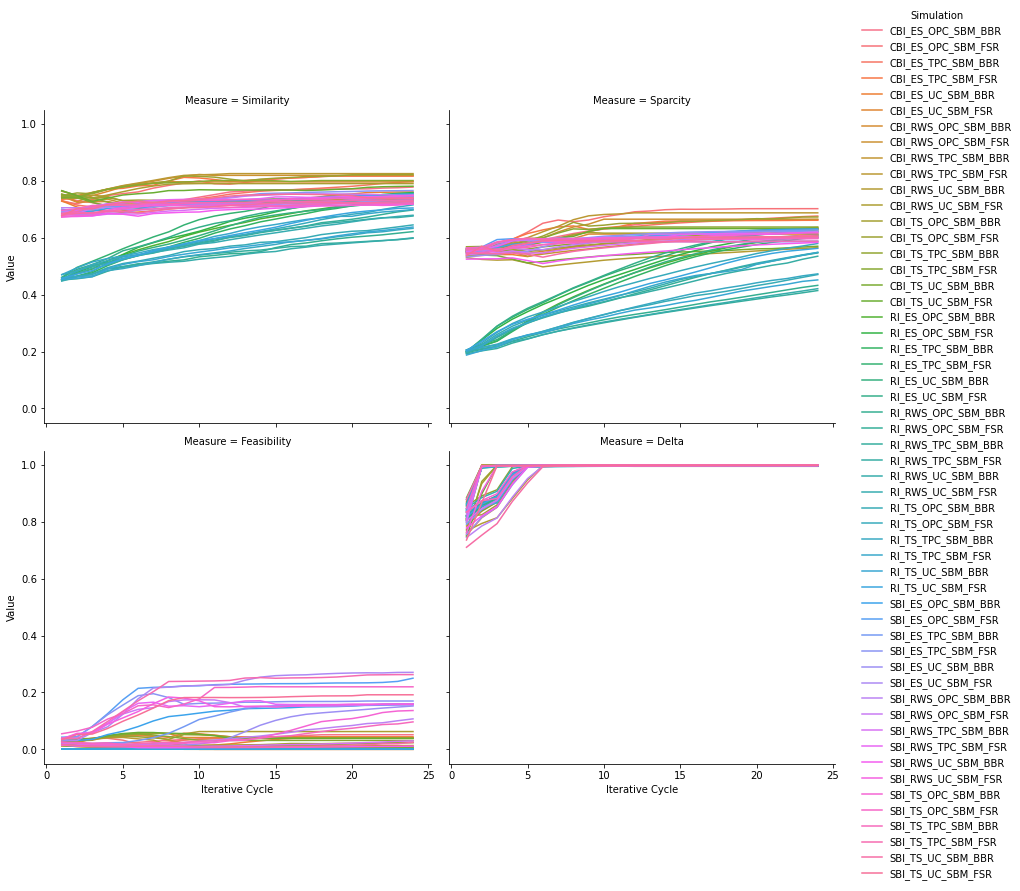 Simulation
CBI_ES_OPC_SBM_BBR
CBI_ES_OPC_SBM_FSR
CBI_ES_TPC_SBM_BBR
CBI_ES_TPC_SBM_FSR
CBI_ES_UC_SBM_BBR
CBI_ES_UC_SBM_FSR
CBI_RWS_OPC_SBM_BBR
CBI_RWS_OPC_SBM_FSR
CBI_RWS_TPC_SBM_BBR
CBI_RWS_TPC_SBM_FSR
CBI_RWS_UC_SBM_BBR
CBI_RWS_UC_SBM_FSR
CBI_TS_OPC_SBM_BBR
CBI_TS_OPC_SBM_FSR
CBI_TS_TPC_SBM_BBR
CBI_TS_TPC_SBM_FSR
CBI_TS_UC_SBM_BBR
CBI_TS_UC_SBM_FSR
RI_ES_OPC_SBM_BBR
RI_ES_OPC_SBM_FSR
RI_ES_TPC_SBM_BBR
RI_ES_TPC_SBM_FSR
RI_ES_UC_SBM_BBR
RI_ES_UC_SBM_FSR
RI_RWS_OPC_SBM_BBR
RI_RWS_OPC_SBM_FSR
RI_RWS_TPC_SBM_BBR
RI_RWS_TPC_SBM_FSR
RI_RWS_UC_SBM_BBR
RI_RWS_UC_SBM_FSR
RI_TS_OPC_SBM_BBR
RI_TS_OPC_SBM_FSR
RI_TS_TPC_SBM_BBR
RI_TS_TPC_SBM_FSR
RI_TS_UC_SBM_BBR
RI_TS_UC_SBM_FSR
SBI_ES_OPC_SBM_BBR
SBI_ES_OPC_SBM_FSR
SBI_ES_TPC_SBM_BBR
SBI_ES_TPC_SBM_FSR
SBI_ES_UC_SBM_BBR
SBI_ES_UC_SBM_FSR
SBI_RWS_OPC_SBM_BBR
SBI_RWS_OPC_SBM_FSR
SBI_RWS_TPC_SBM_BBR
SBI_RWS_TPC_SBM_FSR
SBI_RWS_UC_SBM_BBR
SBI_RWS_UC_SBM_FSR
SBI_TS_OPC_SBM_BBR
SBI_TS_OPC_SBM_FSR
SBI_TS_TPC_SBM_BBR
SBI_TS_TPC_SBM_FSR
SBI_TS_UC_SBM_BBR
SBI_TS_UC_SBM_FSR
Measure = Similarity
1.0
0.8
0.6
0.4
0.2
0.0
Value
Measure = Sparcity
Measure = Feasibility
1.0
0.8
0.6
0.4
0.2
0.0
Value
0 5 10 15 20 25
Iterative Cycle
Measure = Delta
0 5 10 15 20 25
Iterative Cycle